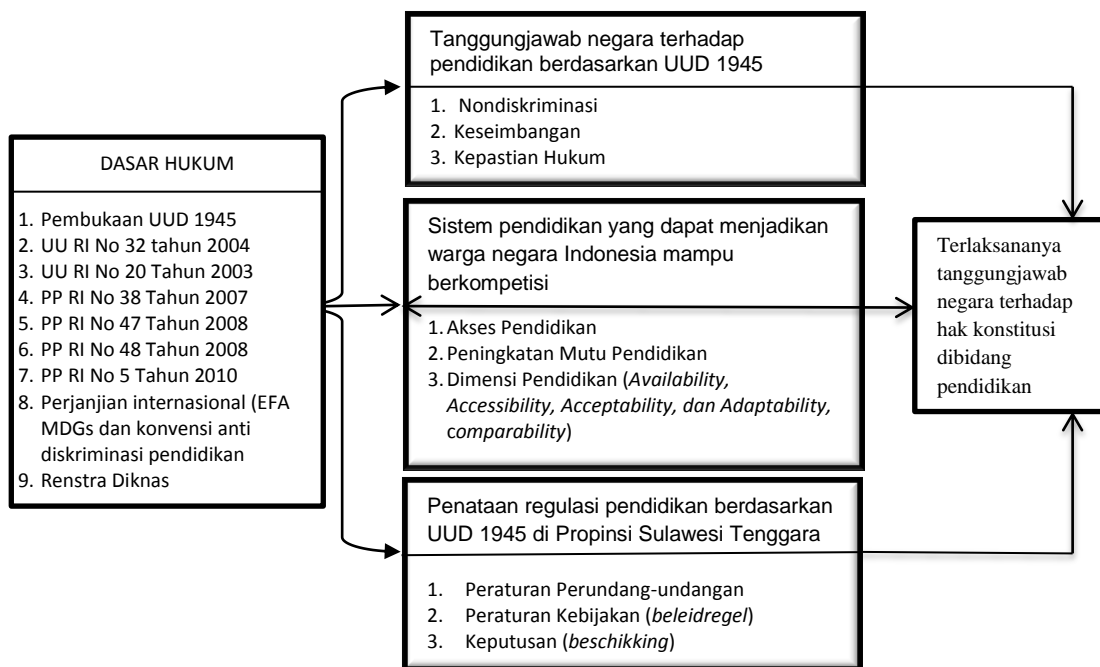 DASAR HUKUM
1. Pembukaan UUD 1945
2. UU RI No 32 tahun 2004
3. UU RI No 20 Tahun 2003
4. PP RI No 38 Tahun 2007
5. PP RI No 47 Tahun 2008
6. PP RI No 48 Tahun 2008
7. PP RI No 5 Tahun 2010
8. Perjanjian internasional (EFA
MDGs dan konvensi anti
diskriminasi pendidikan
9. Renstra Diknas
Tanggungjawab negara terhadap
pendidikan berdasarkan UUD 1945
1. Nondiskriminasi
2. Keseimbangan
3. Kepastian Hukum
Sistem pendidikan yang dapat menjadikan
warga negara Indonesia mampu
berkompetisi
1. Akses Pendidikan
2. Peningkatan Mutu Pendidikan
3. Dimensi Pendidikan (Availability,
Accessibility, Acceptability, dan Adaptability,
comparability)
Penataan regulasi pendidikan berdasarkan
UUD 1945 di Propinsi Sulawesi Tenggara
1. Peraturan Perundang-undangan
2. Peraturan Kebijakan (beleidregel)
3. Keputusan (beschikking)
Terlaksananya
tanggungjawab
negara terhadap
hak konstitusi
dibidang
pendidikan